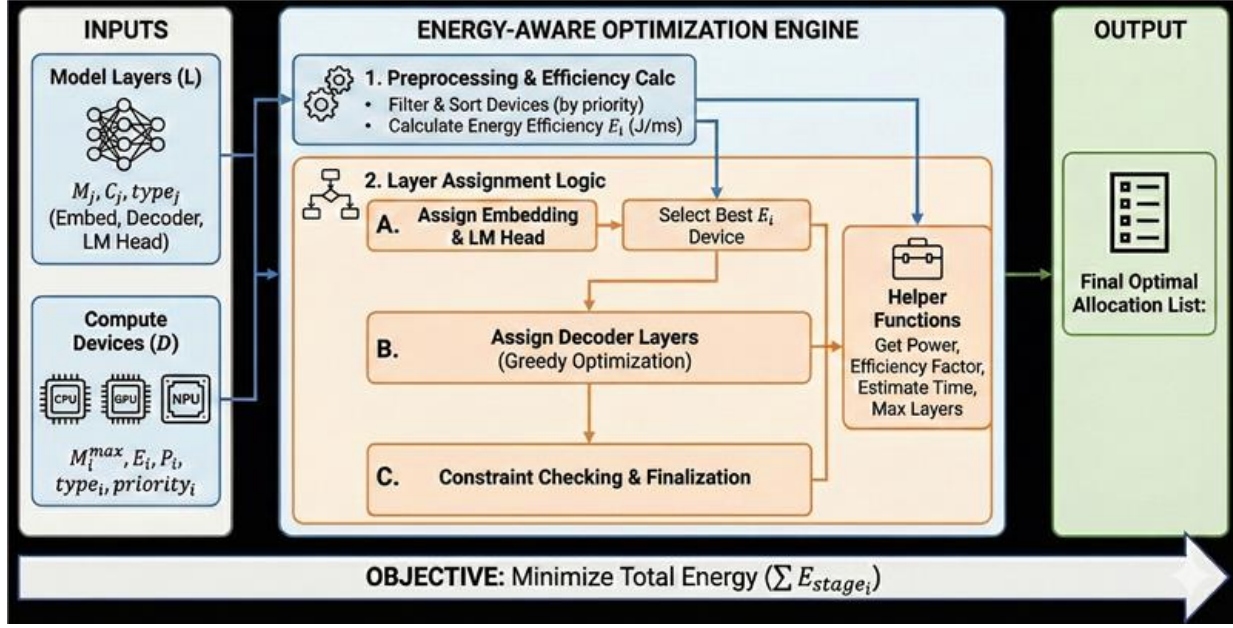 INPUTS
Model Layers (L)
M_j, C_j, type_j
(Embed, Decoder,
LM Head)
Compute
Devices (D)
CPU
GPU
NPU
M_i^max, E_i, P_i,
type_i, priority_i
ENERGY-AWARE OPTIMIZATION ENGINE
1. Preprocessing & Efficiency Calc
• Filter & Sort Devices (by priority)
• Calculate Energy Efficiency E_i (J/ms)
2. Layer Assignment Logic
A. Assign Embedding
& LM Head
Select Best E_i
Device
B. Assign Decoder Layers
(Greedy Optimization)
C. Constraint Checking & Finalization
Helper
Functions
Get Power,
Efficiency Factor,
Estimate Time,
Max Layers
OUTPUT
Final Optimal
Allocation List:
OBJECTIVE: Minimize Total Energy (∑ E_stage_i)